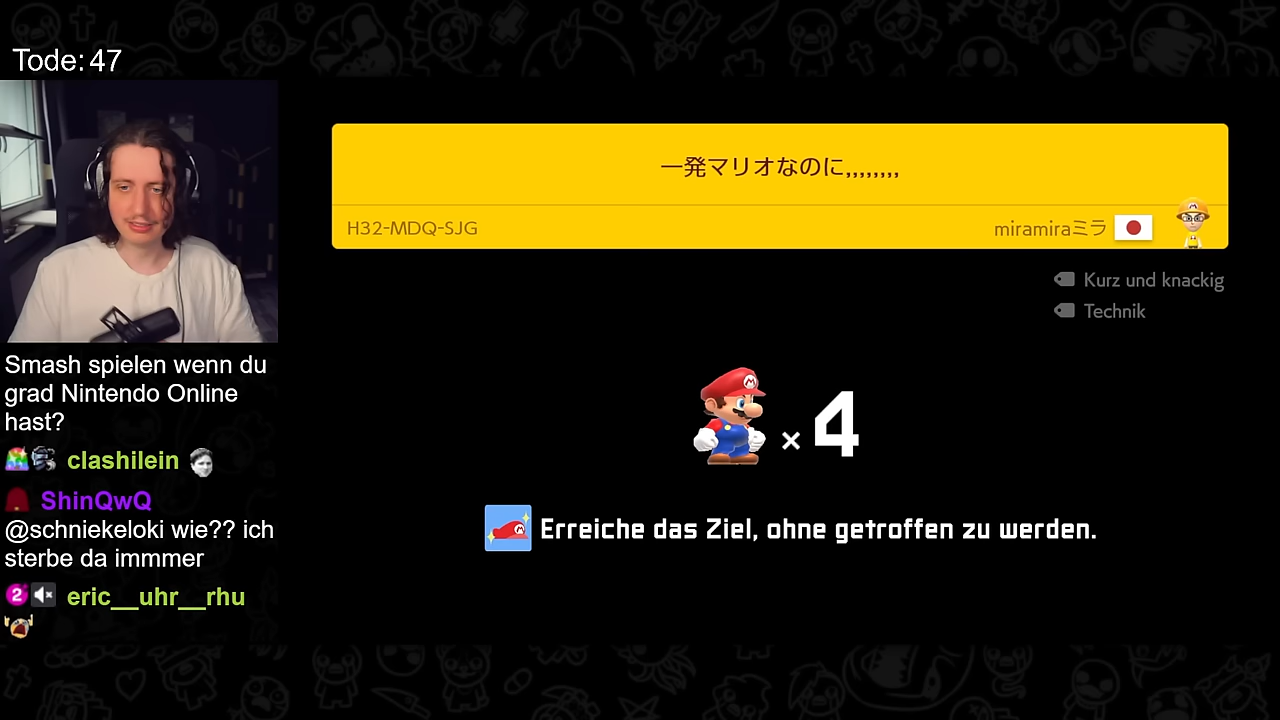 Tode: 47
一発マリオなのに,,,,,,,,
H32-MDQ-SJG
miramiraミラ
Kurz und knackig
Technik
× 4
Erreiche das Ziel, ohne getroffen zu werden.
Smash spielen wenn du
grad Nintendo Online
hast?
clashilein
ShinQwQ
@schniekeloki wie?? ich
sterbe da immmer
2 eric__uhr__rhu